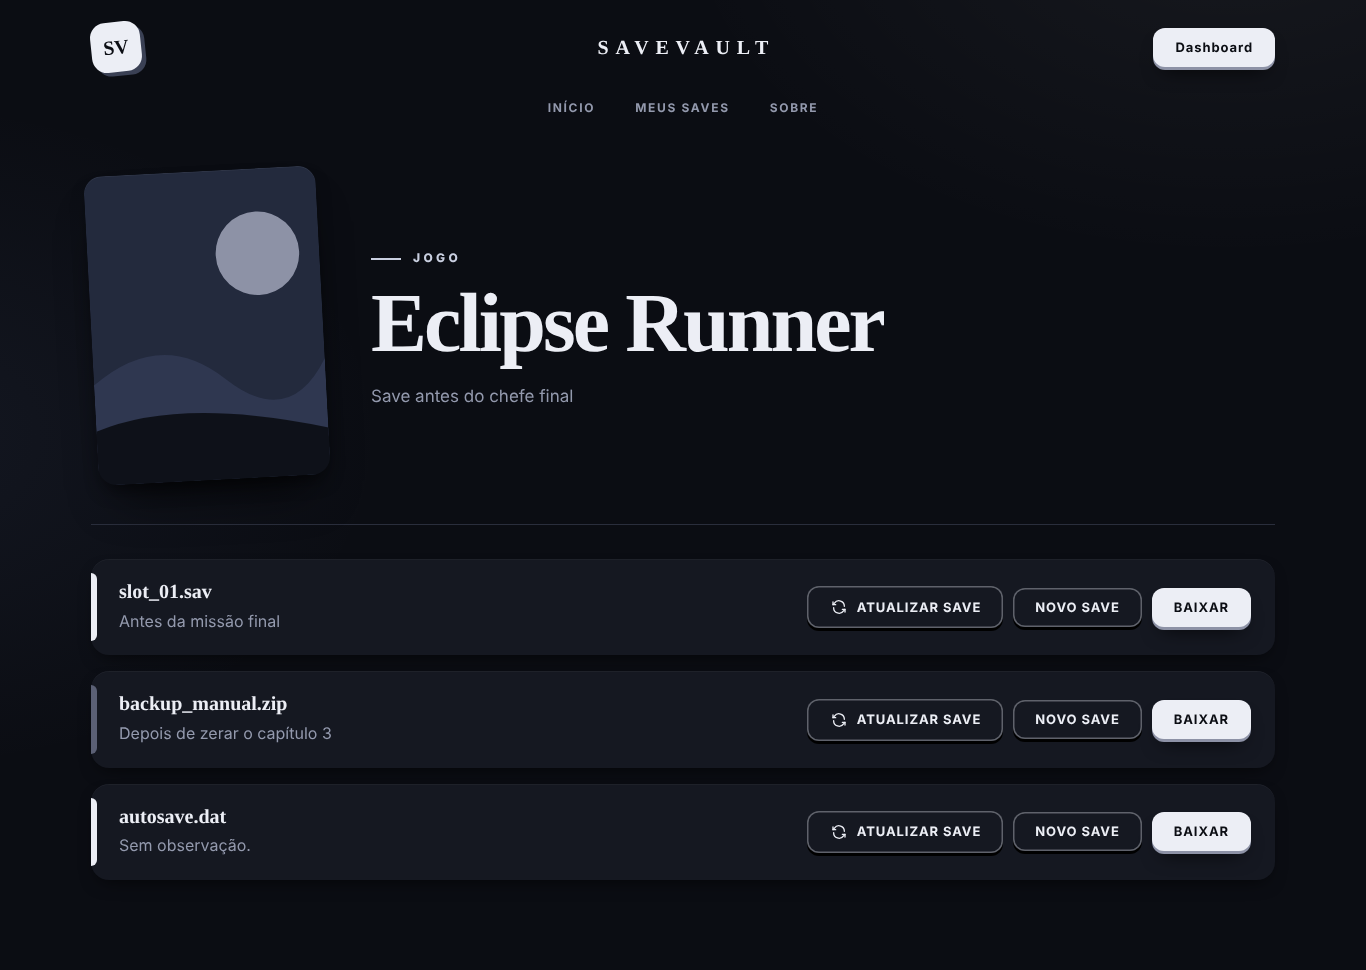 SV
SAVEVAULT
Dashboard
INÍCIO MEUS SAVES SOBRE
JOGO
Eclipse Runner
Save antes do chefe final
slot_01.sav
Antes da missão final
ATUALIZAR SAVE NOVO SAVE BAIXAR
backup_manual.zip
Depois de zerar o capítulo 3
ATUALIZAR SAVE NOVO SAVE BAIXAR
autosave.dat
Sem observação.
ATUALIZAR SAVE NOVO SAVE BAIXAR